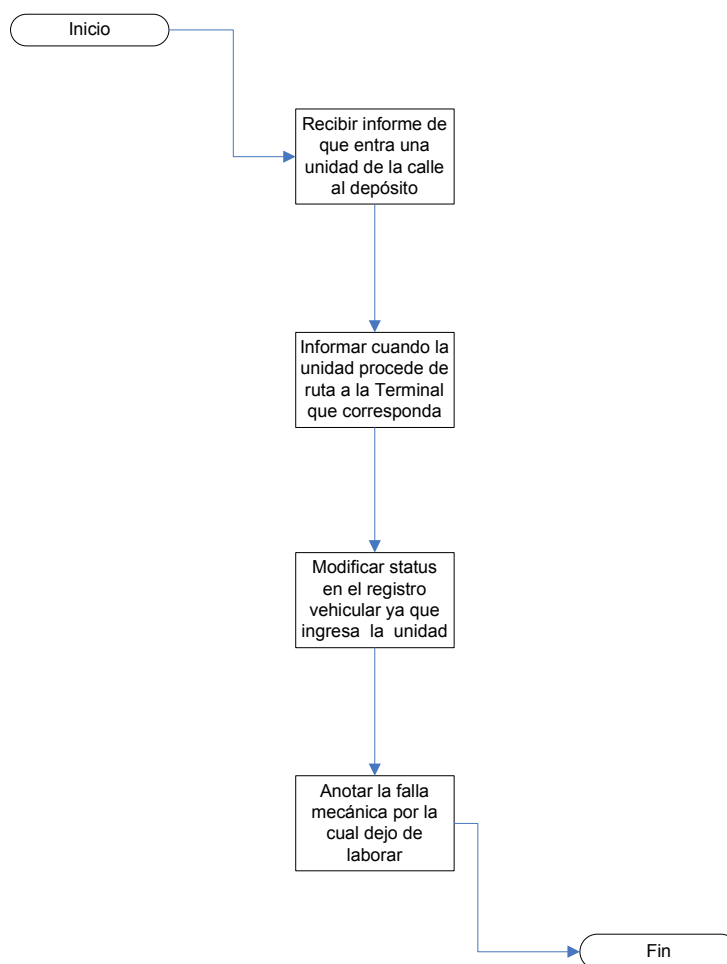 Inicio
Recibir informe de
que entra una
unidad de la calle
al depósito
Informar cuando la
unidad procede de
ruta a la Terminal
que corresponda
Modificar status
en el registro
vehicular ya que
ingresa la unidad
Anotar la falla
mecánica por la
cual dejo de
laborar
Fin